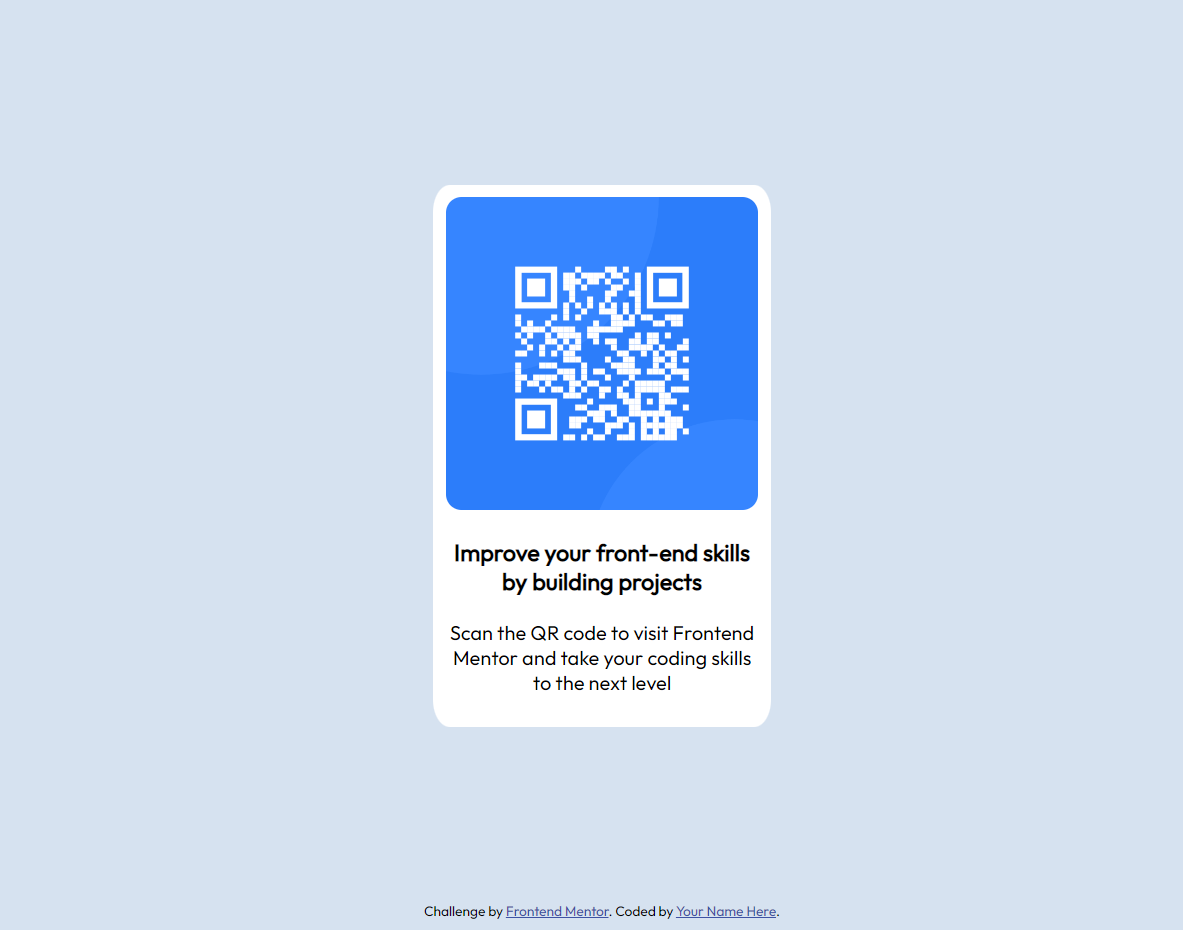 Improve your front-end skills
by building projects
Scan the QR code to visit Frontend
Mentor and take your coding skills
to the next level
Challenge by Frontend Mentor. Coded by Your Name Here.